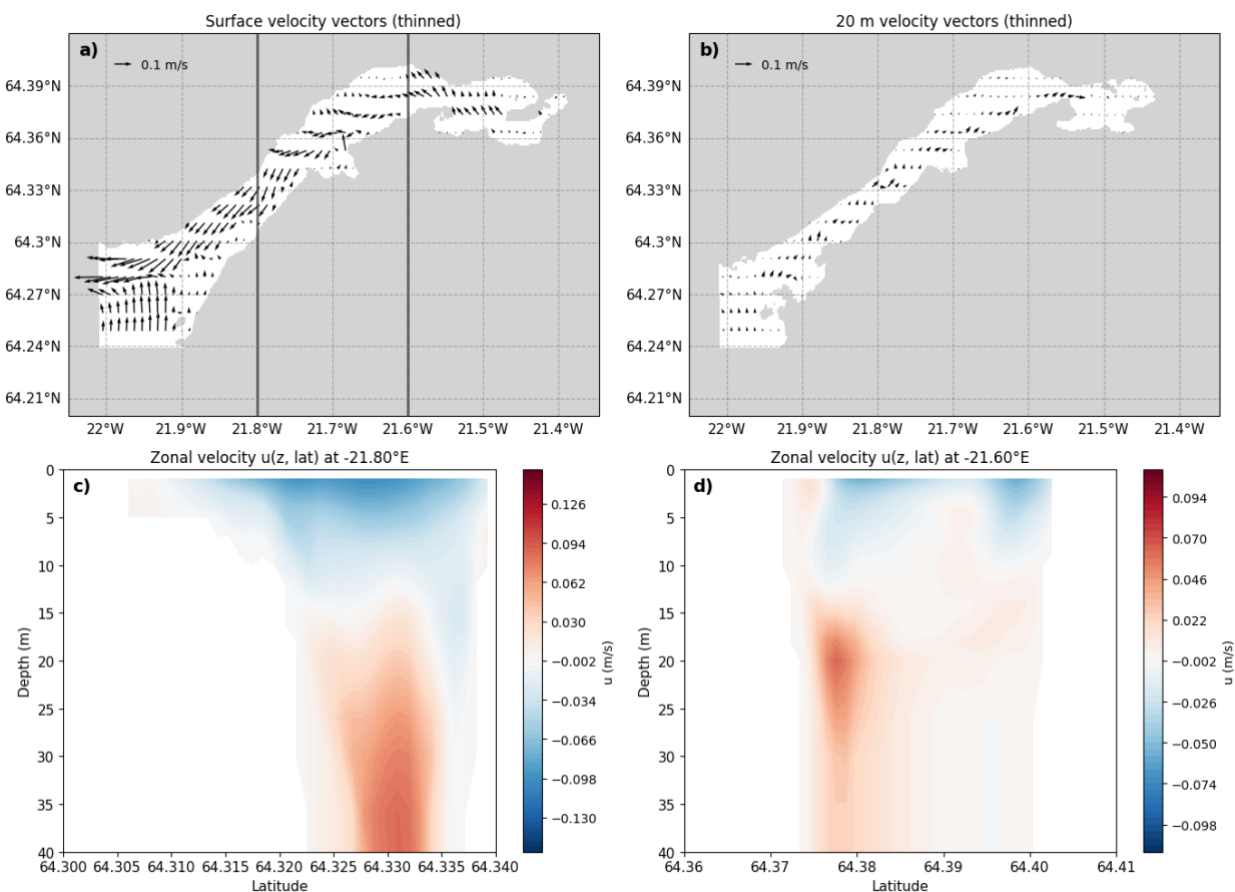 Surface velocity vectors (thinned)
a)
0.1 m/s
64.39°N
64.36°N
64.33°N
64.3°N
64.27°N
64.24°N
64.21°N
22°W 21.9°W 21.8°W 21.7°W 21.6°W 21.5°W 21.4°W
20 m velocity vectors (thinned)
b)
0.1 m/s
64.39°N
64.36°N
64.33°N
64.3°N
64.27°N
64.24°N
64.21°N
22°W 21.9°W 21.8°W 21.7°W 21.6°W 21.5°W 21.4°W
Zonal velocity u(z, lat) at -21.80°E
c)
0
5
10
15
20
25
30
35
40
Depth (m)
64.300 64.305 64.310 64.315 64.320 64.325 64.330 64.335 64.340
Latitude
0.126
0.094
0.062
0.030
−0.002
−0.034
−0.066
−0.098
−0.130
u (m/s)
Zonal velocity u(z, lat) at -21.60°E
d)
0
5
10
15
20
25
30
35
40
Depth (m)
64.36 64.37 64.38 64.39 64.40 64.41
Latitude
0.094
0.070
0.046
0.022
−0.002
−0.026
−0.050
−0.074
−0.098
u (m/s)